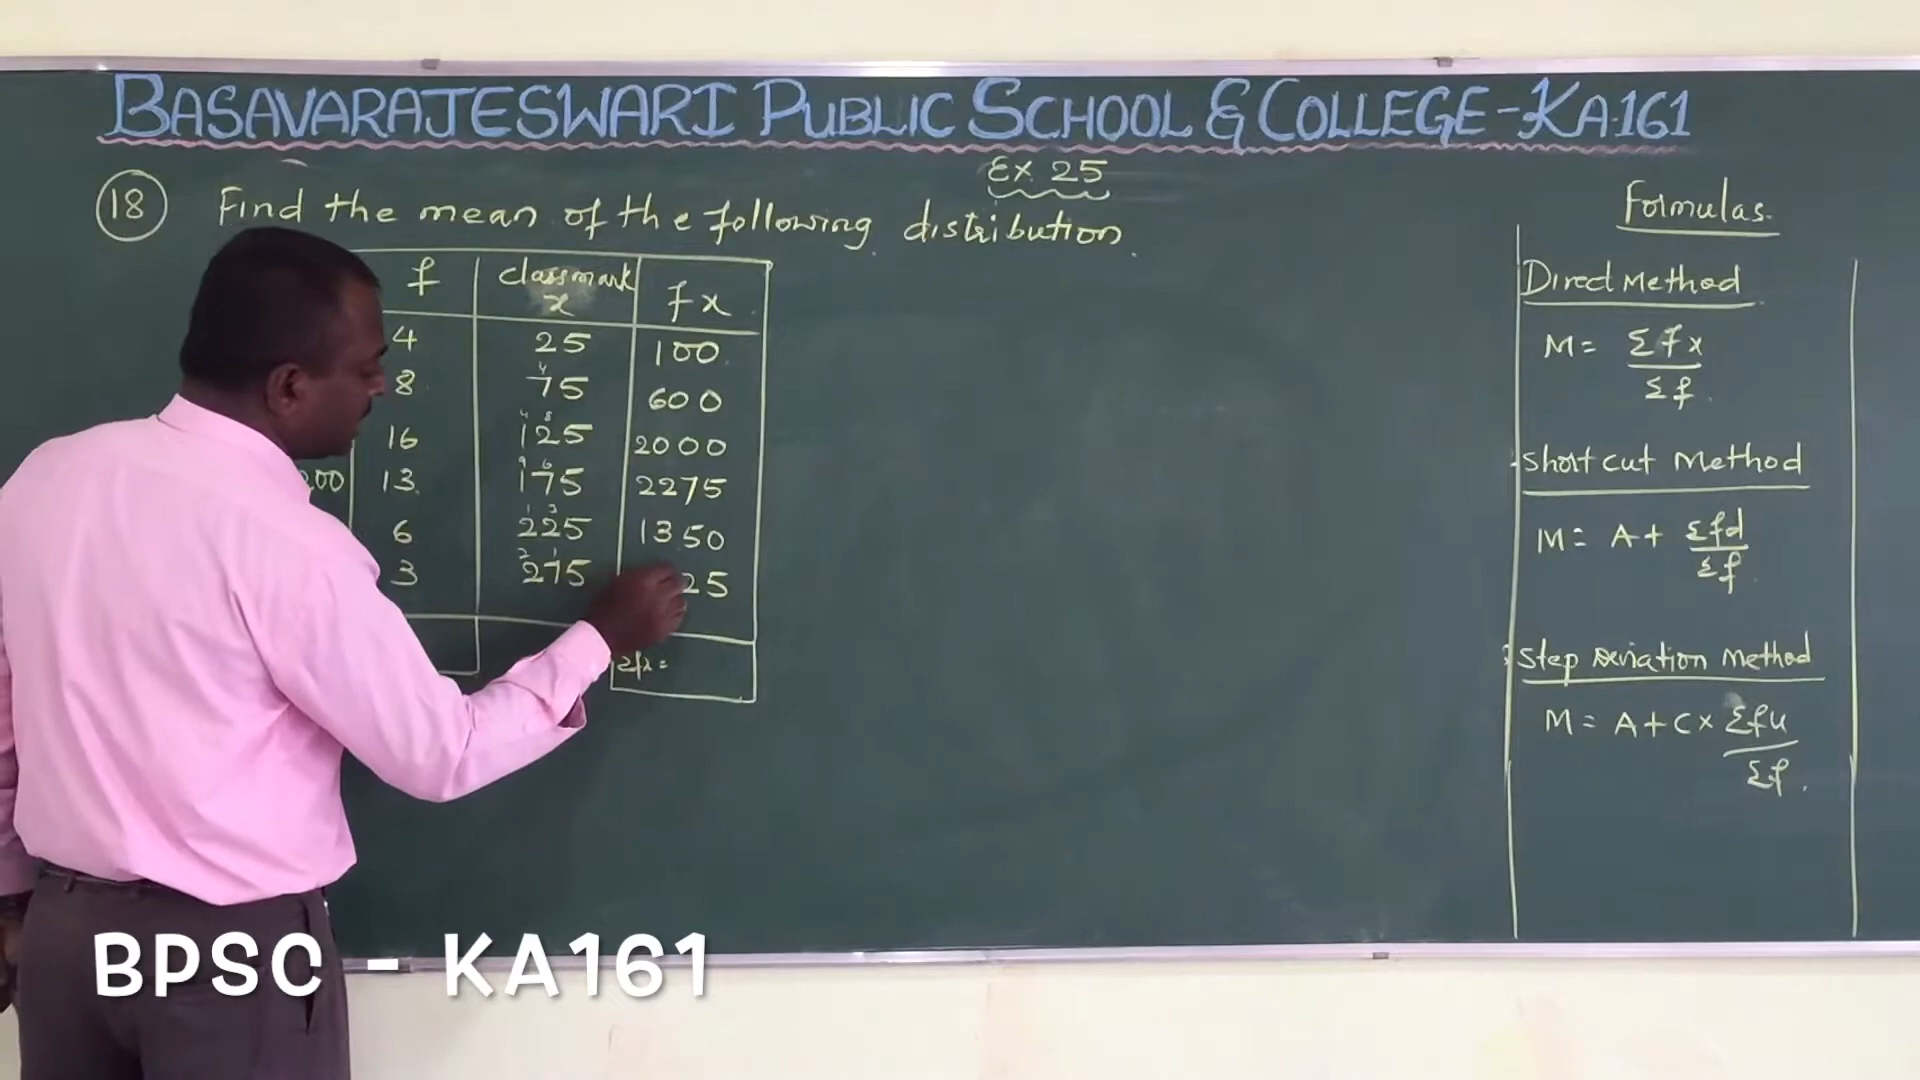 BASAVARAJESWARI PUBLIC SCHOOL & COLLEGE - KA161
Ex. 25
18 Find the mean of the following distribution.
f classmark x fx
4 25 100
8 75 600
16 125 2000
200 13 175 2275
6 225 1350
3 275 25
Σfx =
Formulas.
Direct Method
M = Σfx / Σf
Short cut Method
M = A + Σfd / Σf
Step Deviation Method
M = A + C × Σfu / Σf.
BPSC - KA161